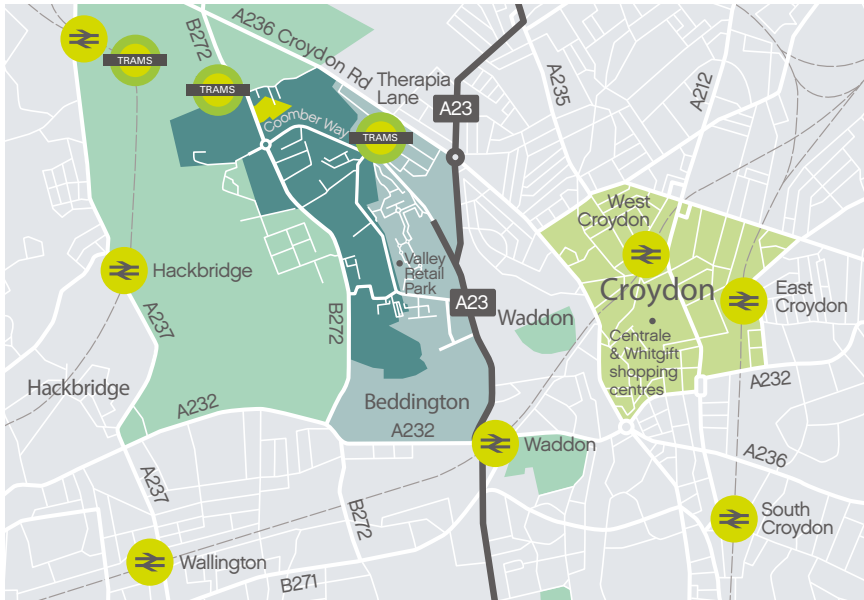 A236 Croydon Rd
B272
TRAMS
TRAMS
Therapia
Lane
A23
A235
A212
Coomber Way
TRAMS
West
Croydon
Hackbridge
Valley
Retail
Park
A23
Waddon
Croydon
East
Croydon
A237
B272
Centrale
& Whitgift
shopping
centres
Hackbridge
A232
Beddington
A232
A232
Waddon
A237
B272
A236
South
Croydon
Wallington
B271